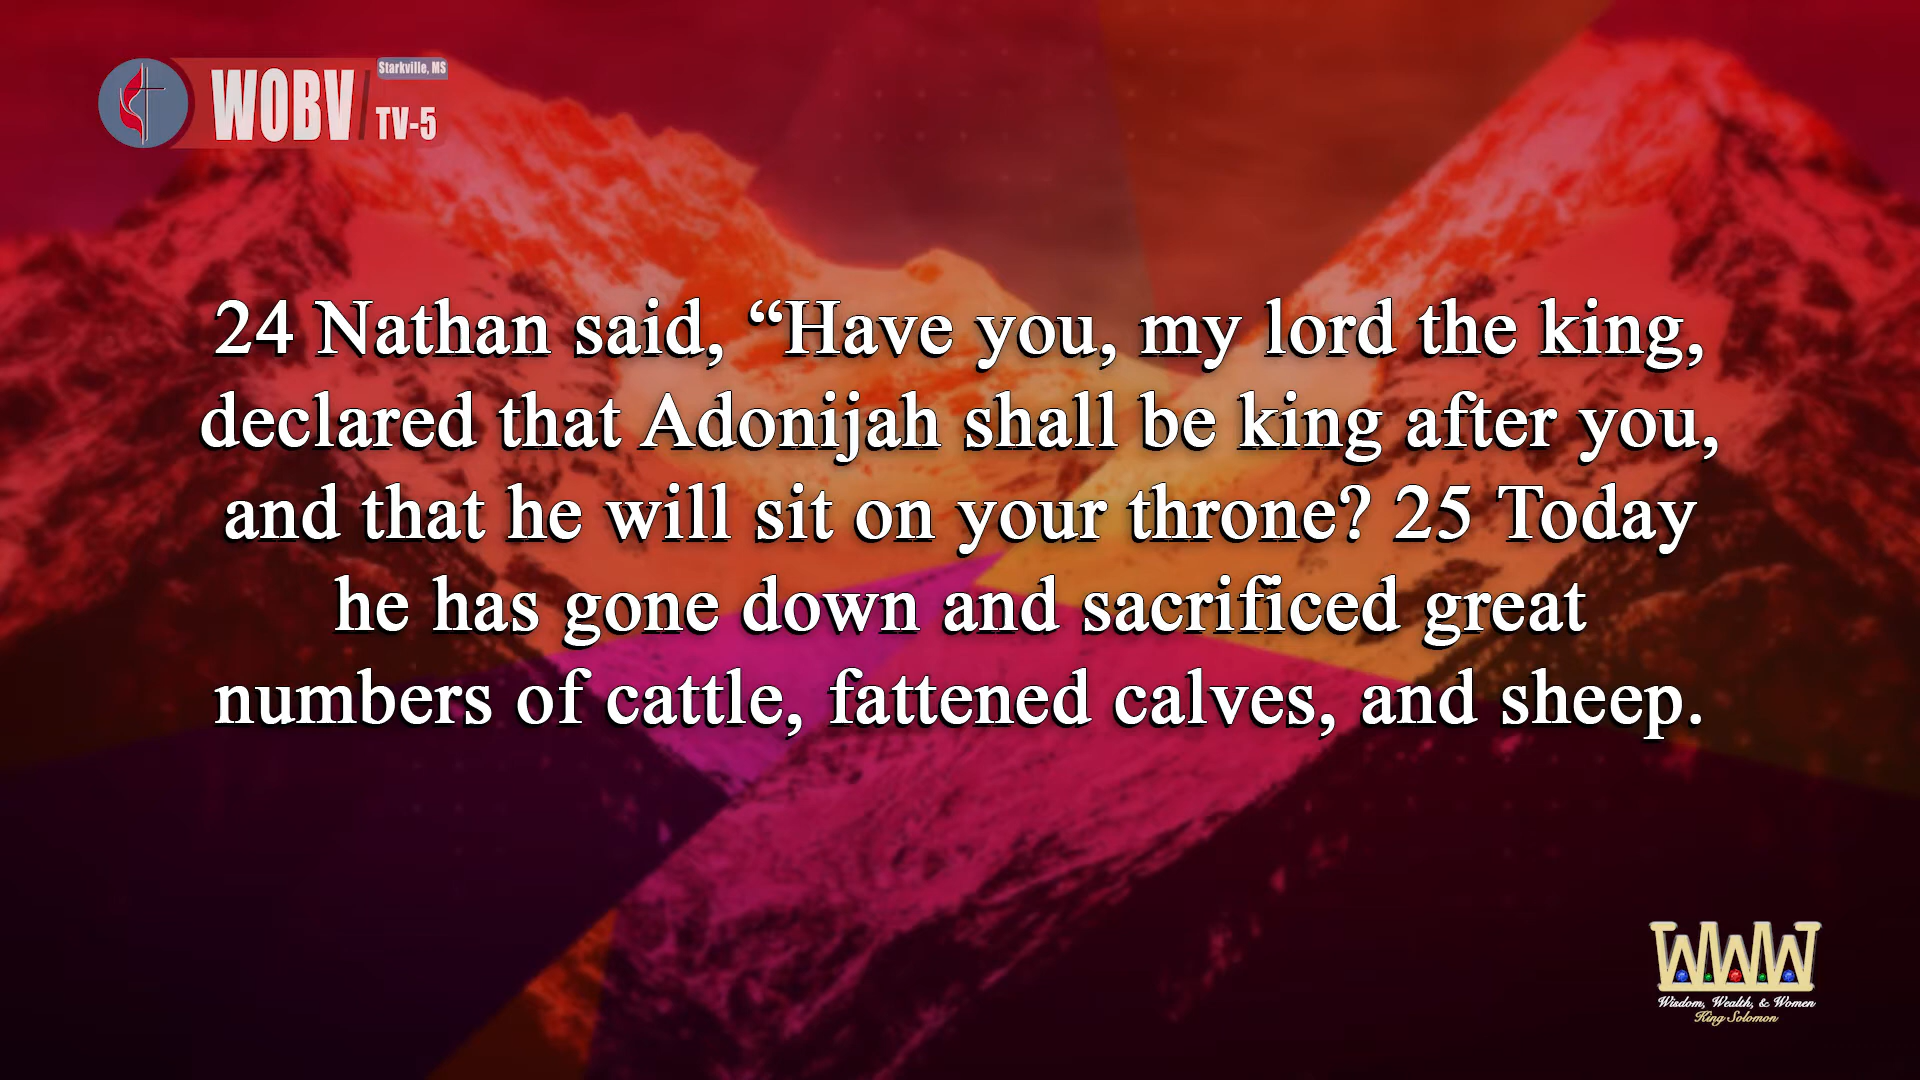 WOBV
Starkville, MS
TV-5
24 Nathan said, “Have you, my lord the king,
declared that Adonijah shall be king after you,
and that he will sit on your throne? 25 Today
he has gone down and sacrificed great
numbers of cattle, fattened calves, and sheep.
WWW
Wisdom, Wealth, & Women
King Solomon